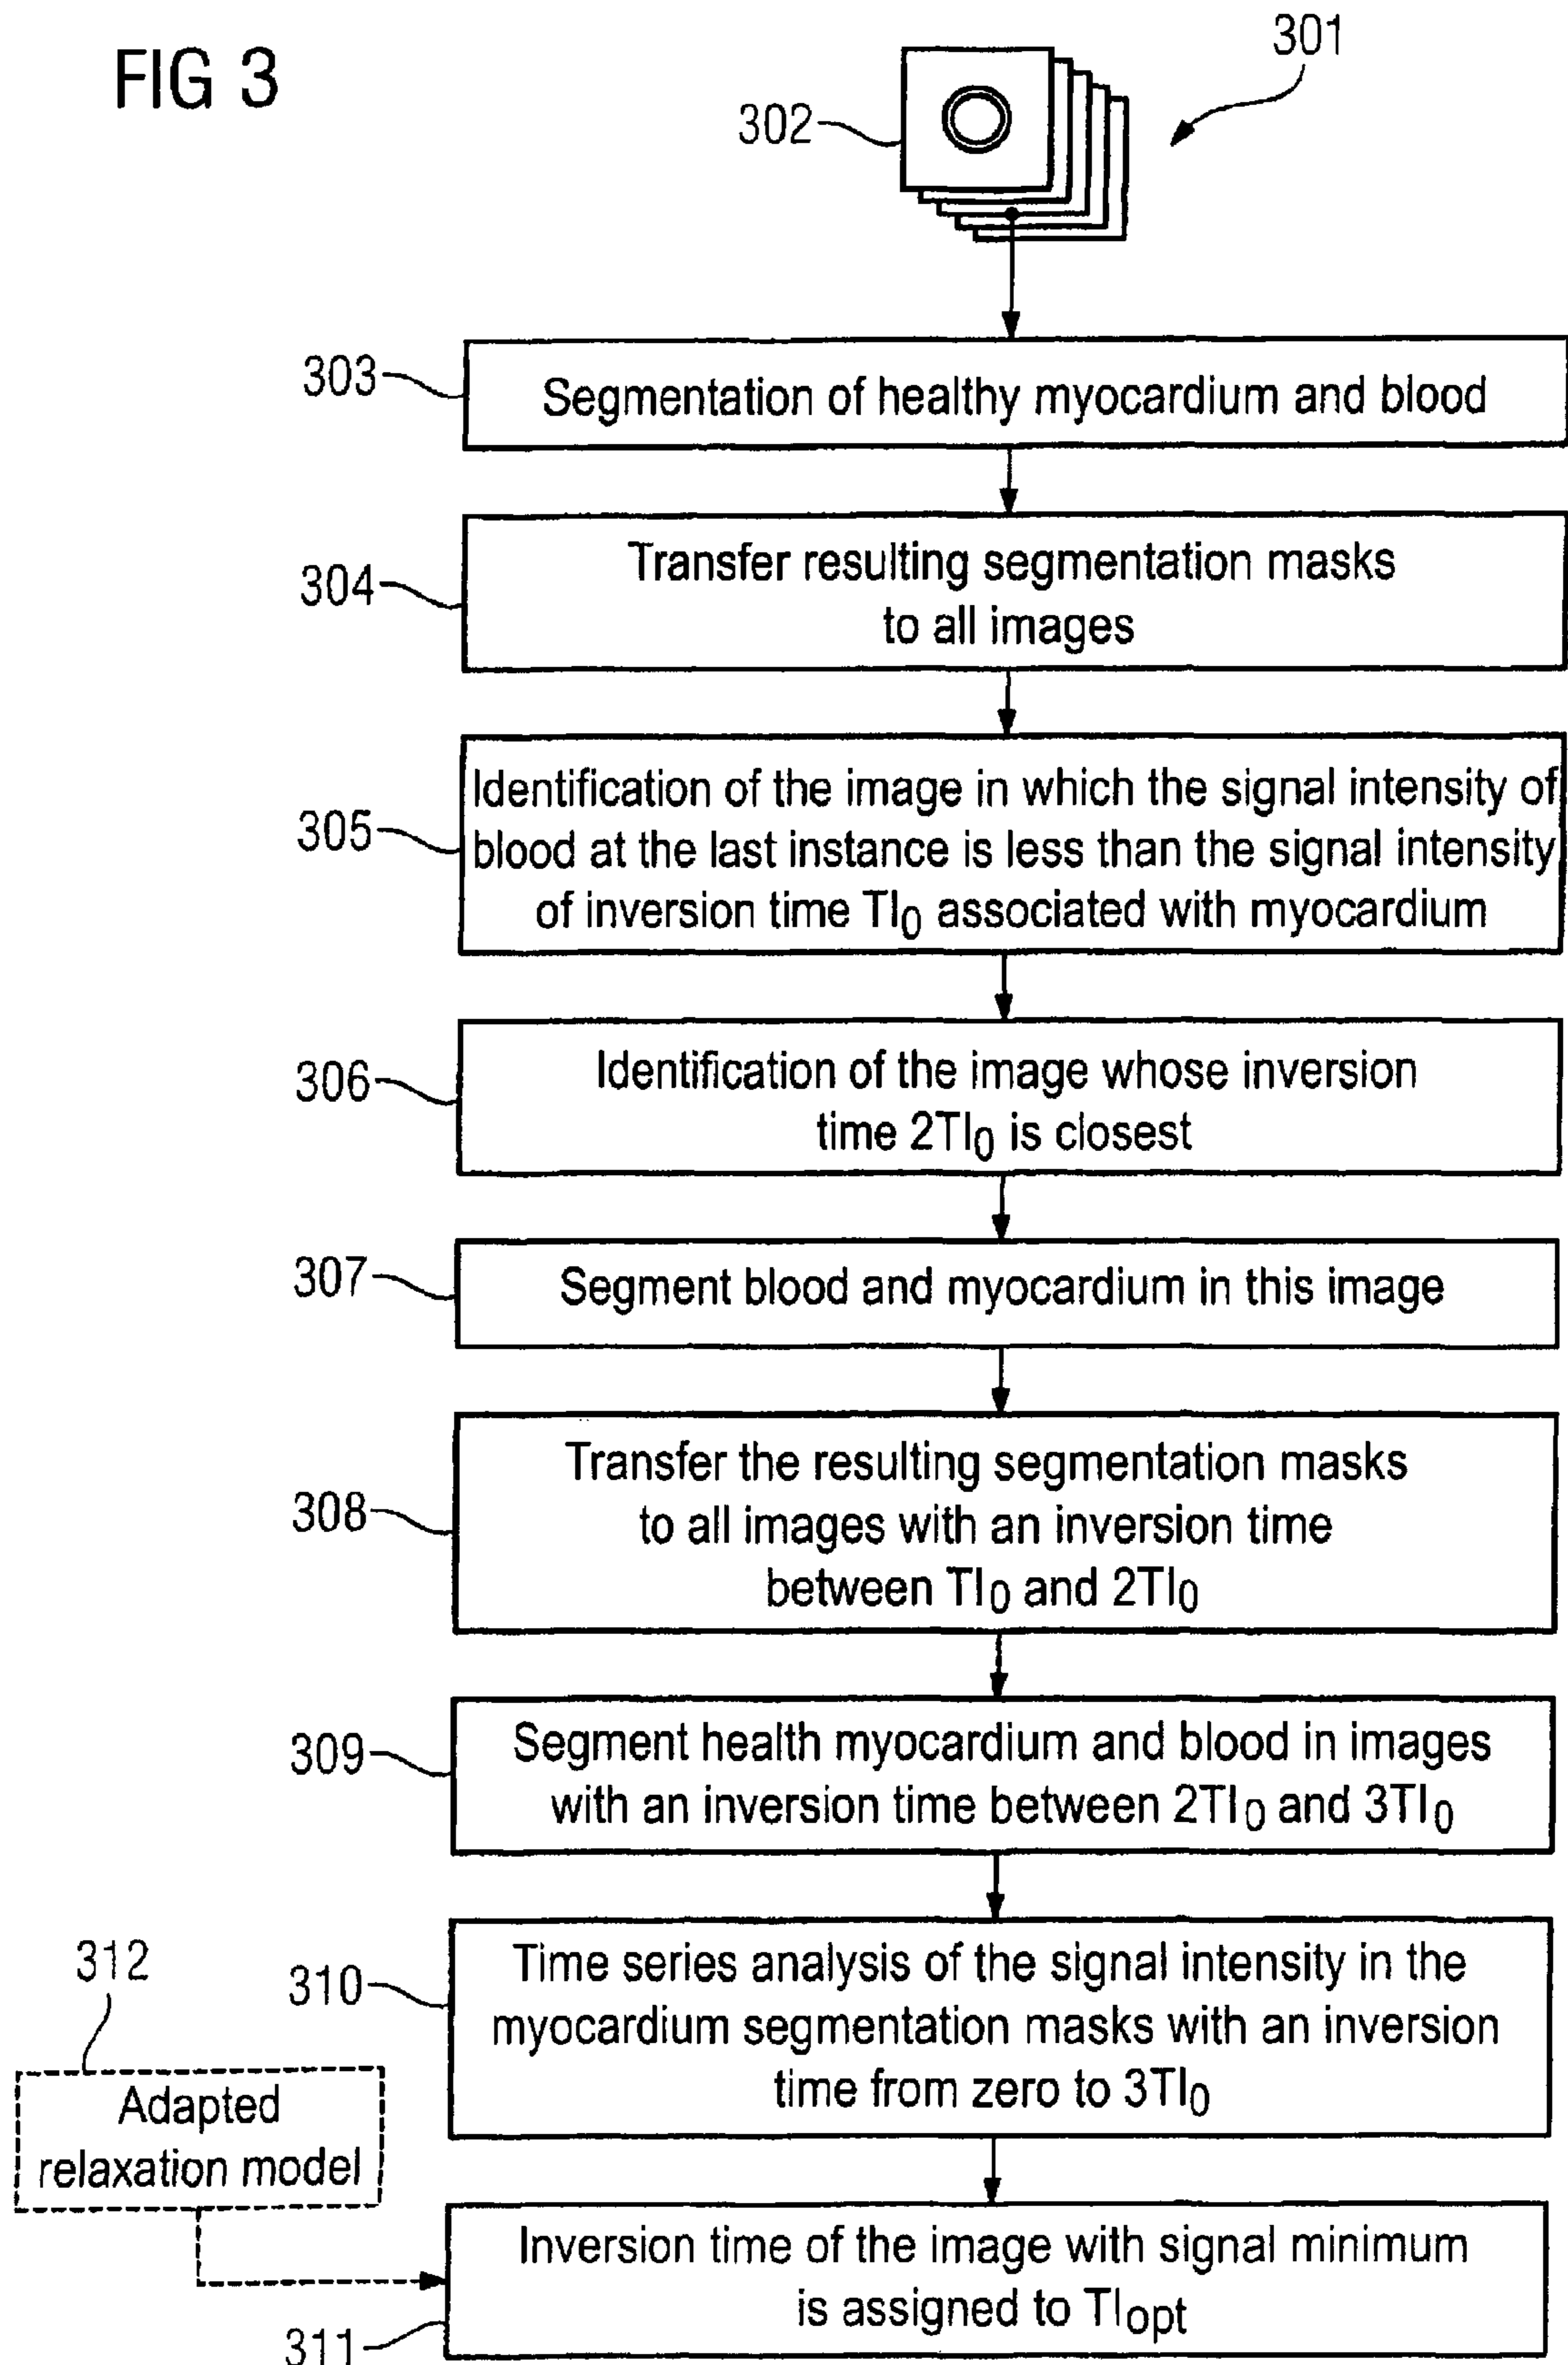 FIG 3
301
302
303
Segmentation of healthy myocardium and blood
304
Transfer resulting segmentation masks
to all images
305
Identification of the image in which the signal intensity of
blood at the last instance is less than the signal intensity
of inversion time TI0 associated with myocardium
306
Identification of the image whose inversion
time 2TI0 is closest
307
Segment blood and myocardium in this image
308
Transfer the resulting segmentation masks
to all images with an inversion time
between TI0 and 2TI0
309
Segment health myocardium and blood in images
with an inversion time between 2TI0 and 3TI0
310
Time series analysis of the signal intensity in the
myocardium segmentation masks with an inversion
time from zero to 3TI0
312
Adapted
relaxation model
Inversion time of the image with signal minimum
is assigned to TIopt
311